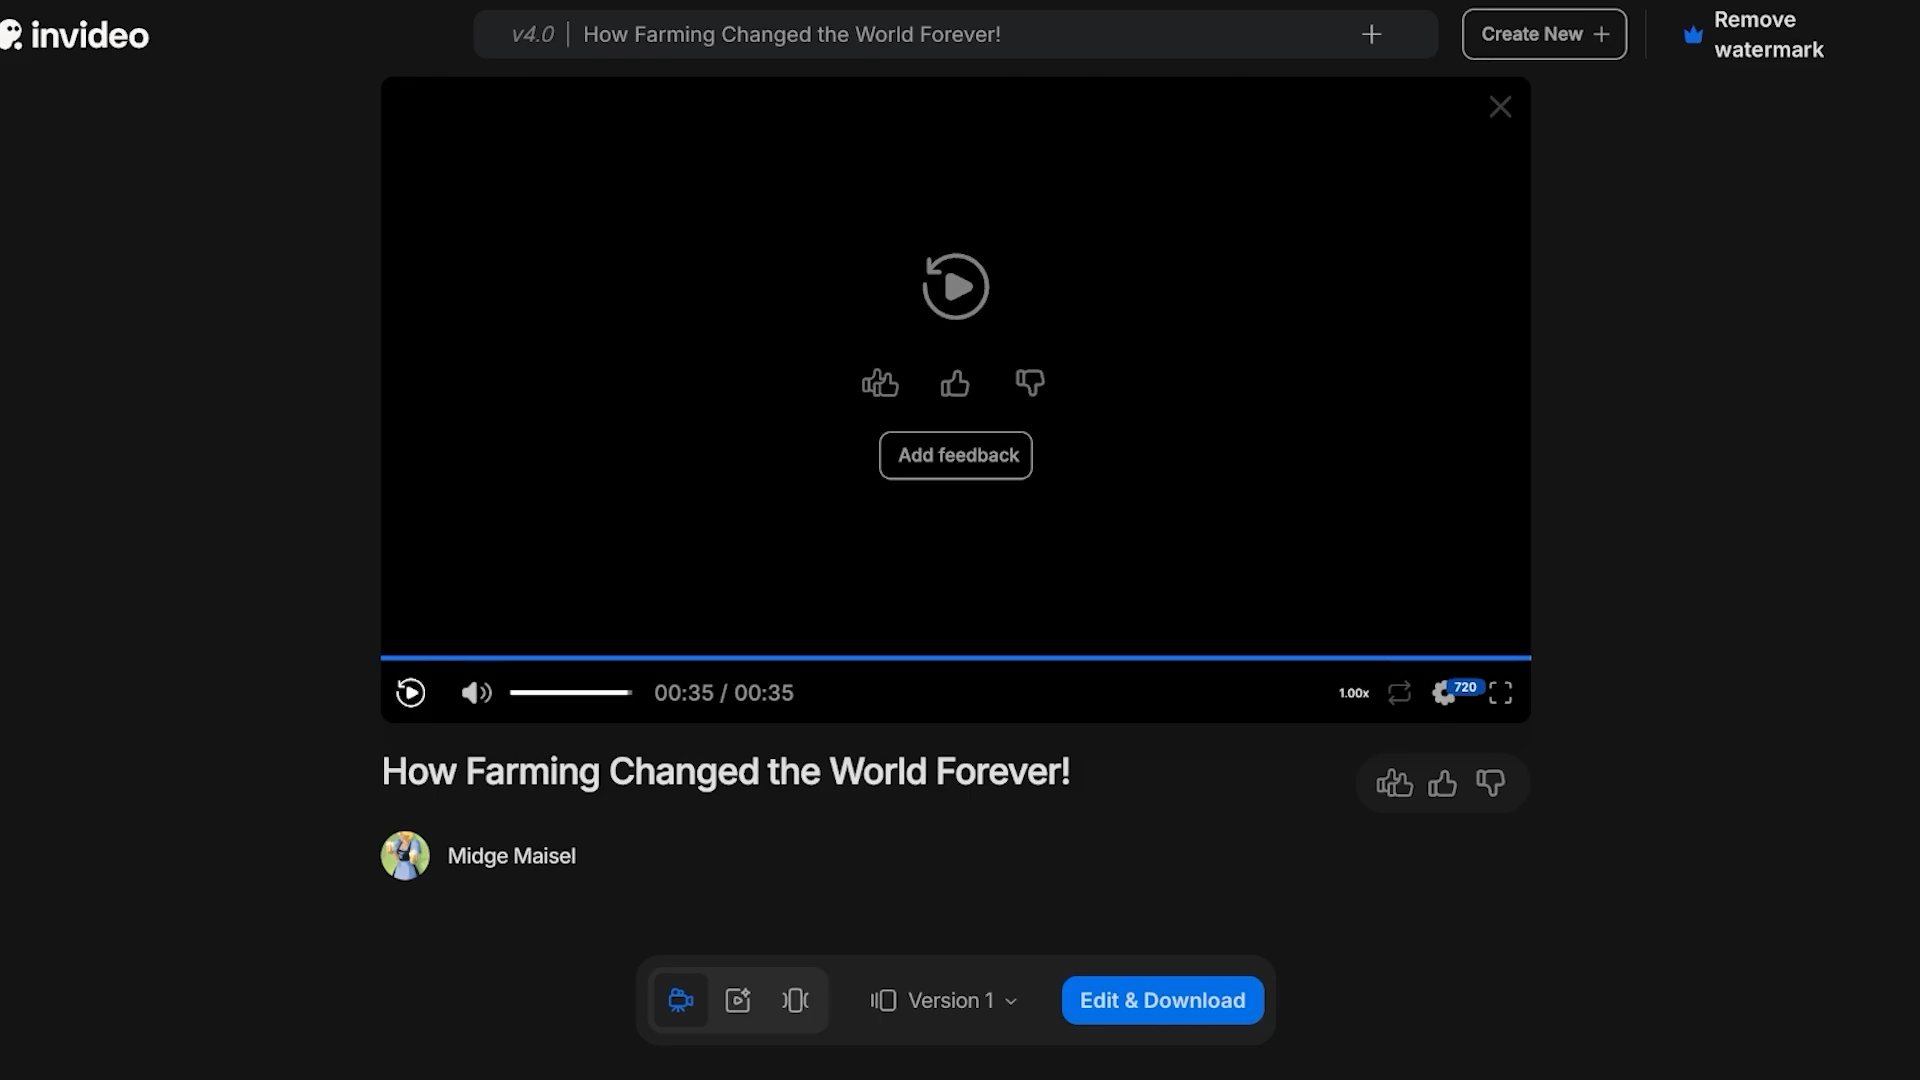 invideo
v4.0 | How Farming Changed the World Forever!
Create New
Remove
watermark
Add feedback
00:35 / 00:35
1.00x
720
How Farming Changed the World Forever!
Midge Maisel
Version 1
Edit & Download